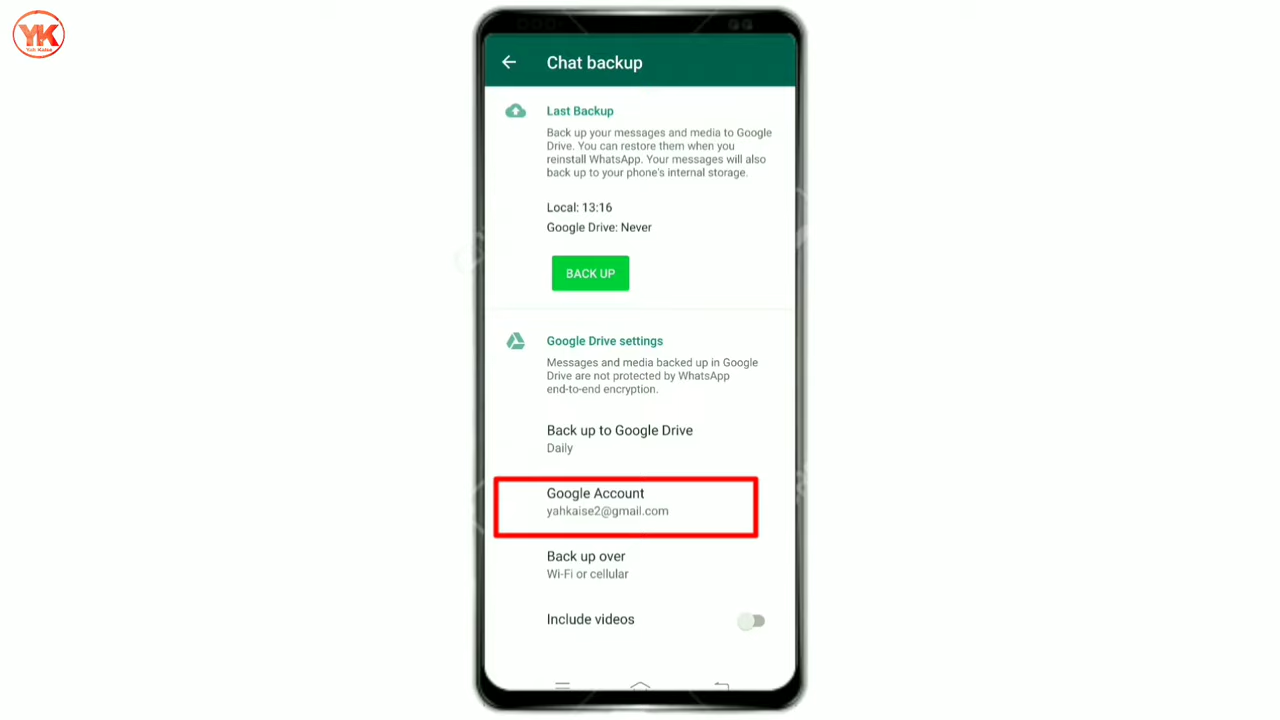 YK
Yah Kaise
Chat backup
Last Backup
Back up your messages and media to Google
Drive. You can restore them when you
reinstall WhatsApp. Your messages will also
back up to your phone's internal storage.
Local: 13:16
Google Drive: Never
BACK UP
Google Drive settings
Messages and media backed up in Google
Drive are not protected by WhatsApp
end-to-end encryption.
Back up to Google Drive
Daily
Google Account
yahkaise2@gmail.com
Back up over
Wi-Fi or cellular
Include videos